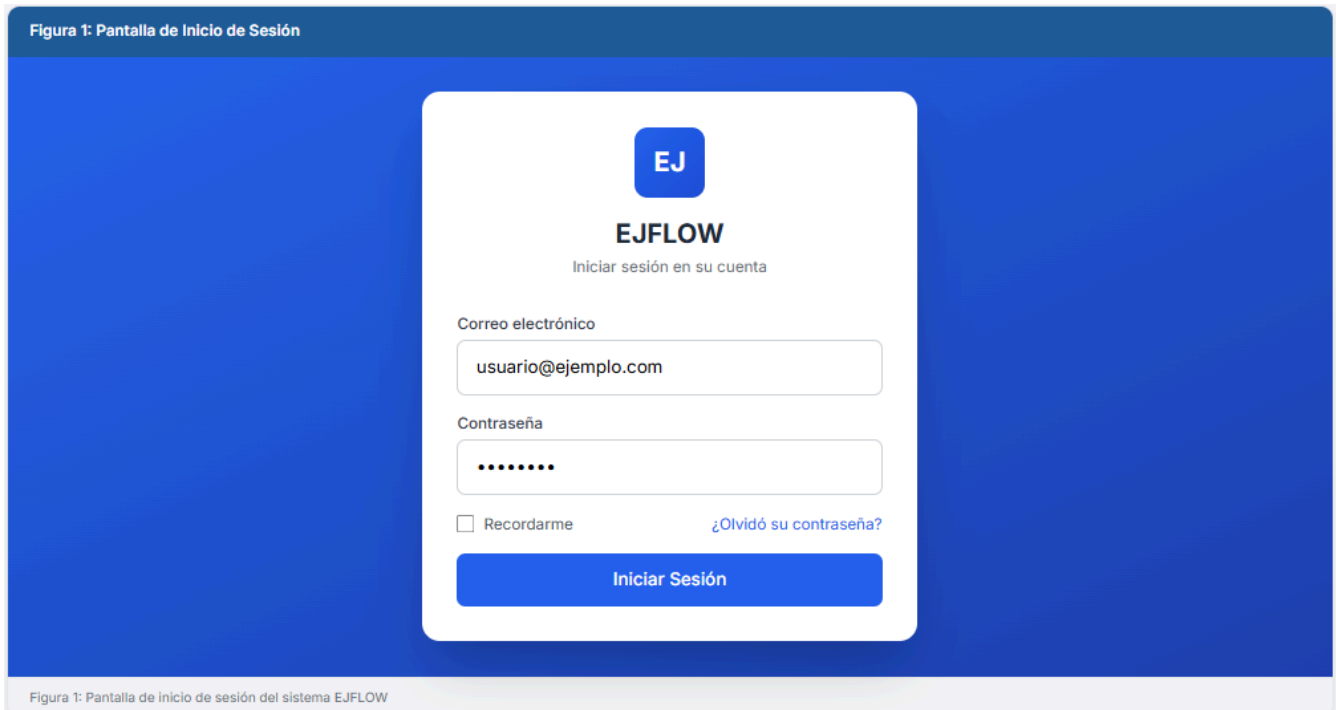 Figura 1: Pantalla de Inicio de Sesión
EJ
EJFLOW
Iniciar sesión en su cuenta
Correo electrónico
usuario@ejemplo.com
Contraseña
••••••••
Recordarme ¿Olvidó su contraseña?
Iniciar Sesión
Figura 1: Pantalla de inicio de sesión del sistema EJFLOW